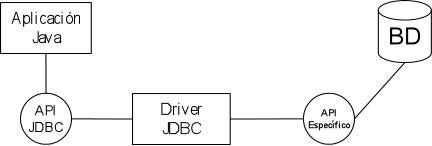 Aplicación
Java
BD
API
JDBC
Driver
JDBC
API
Específico